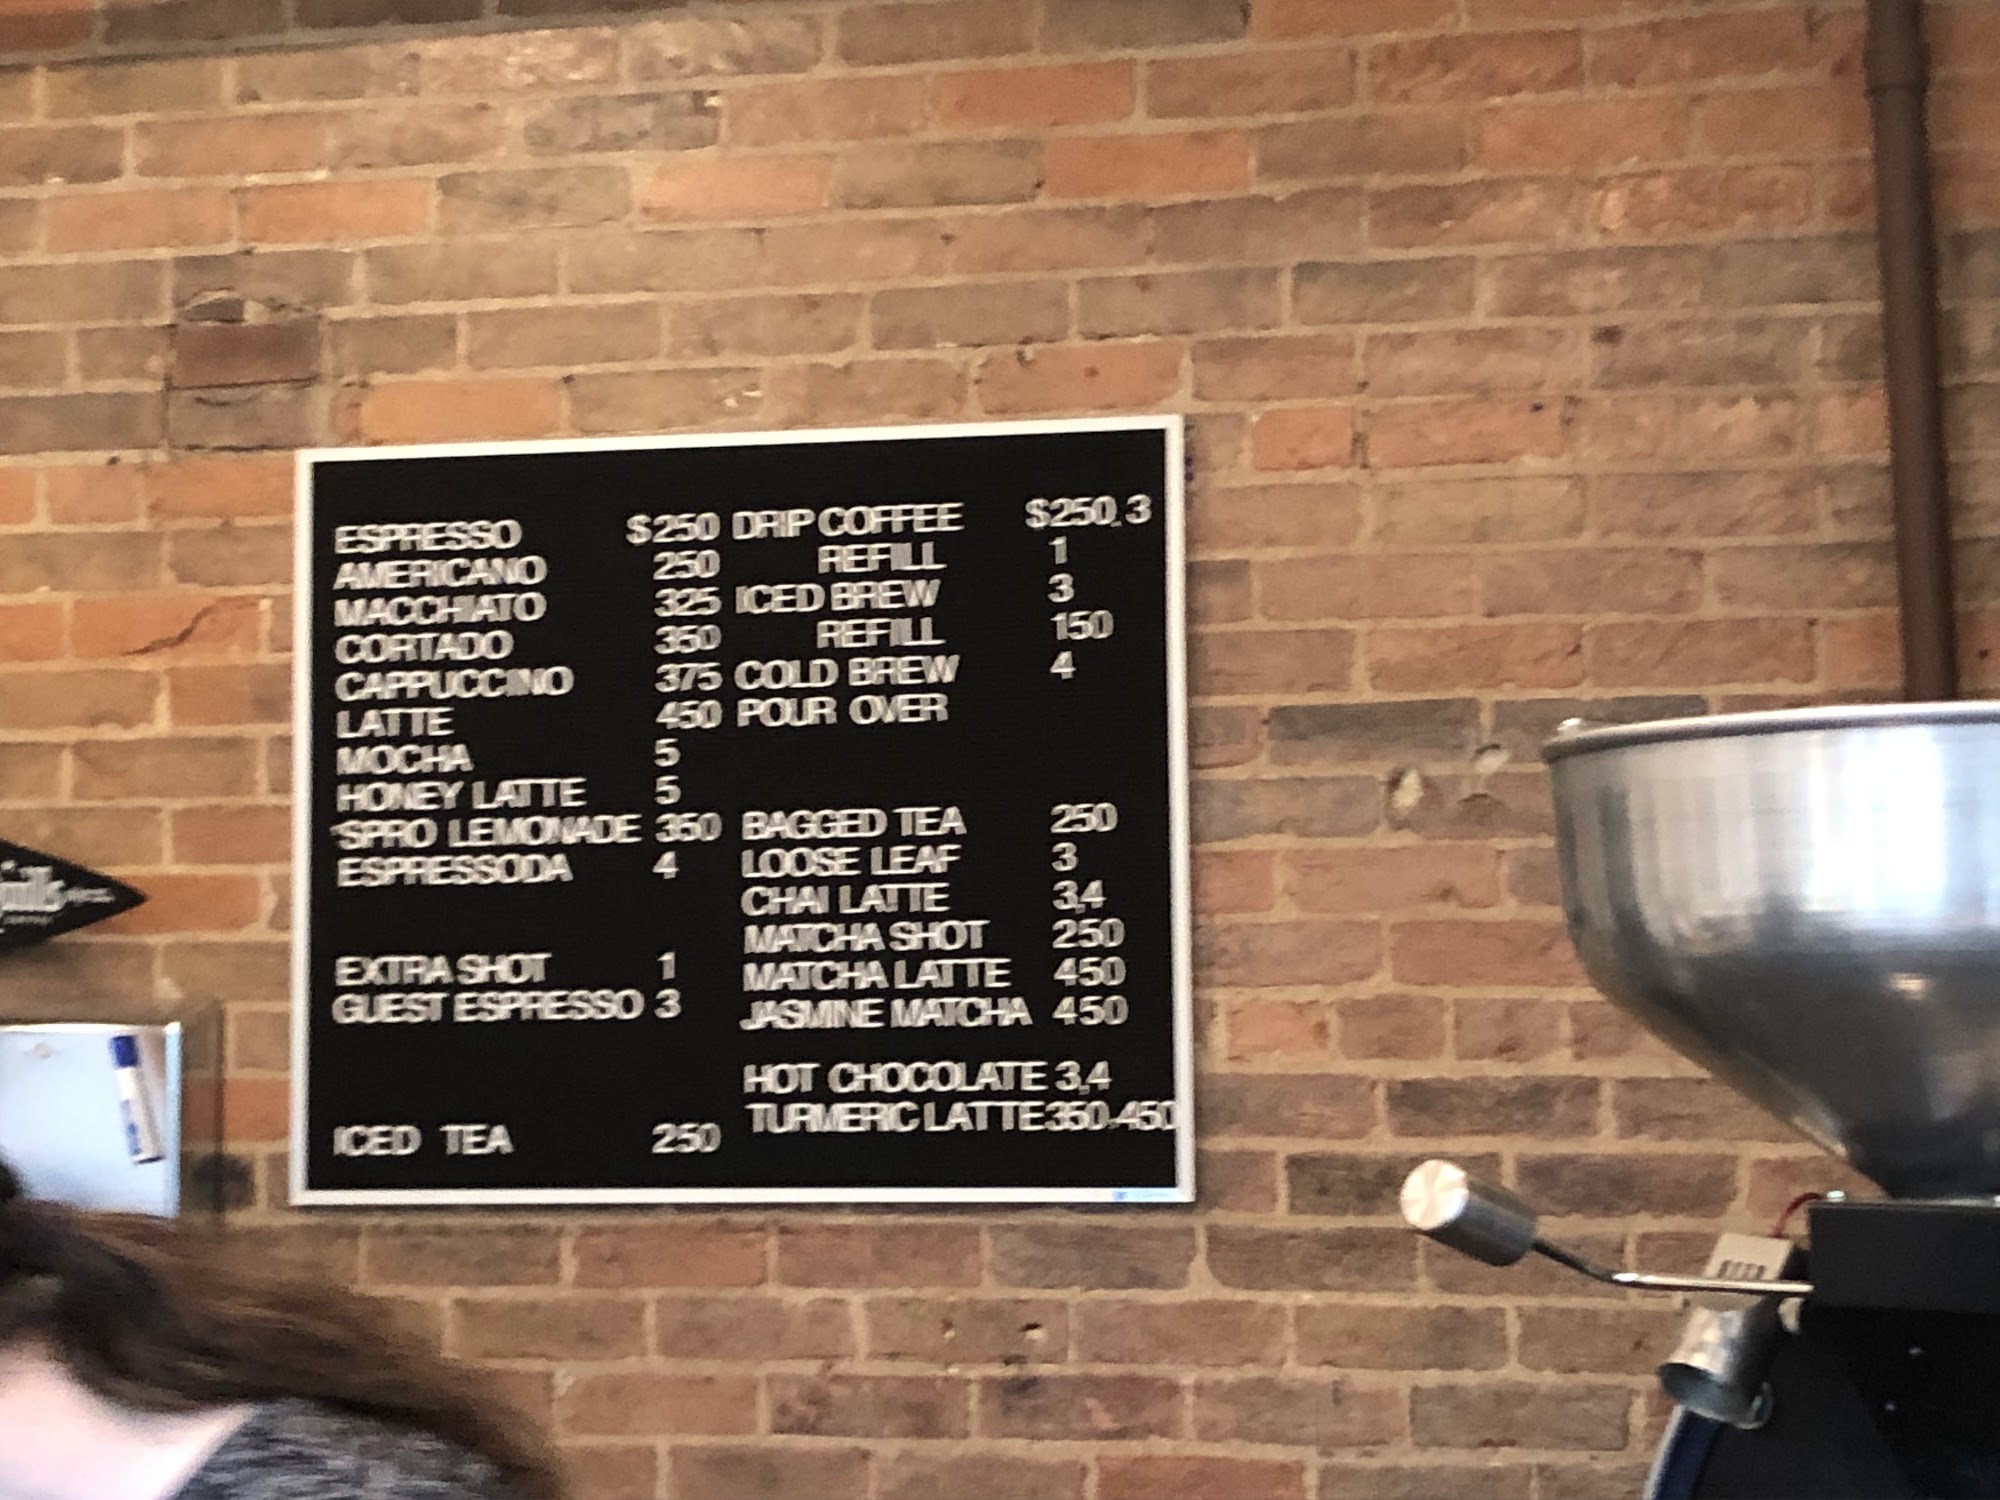 ESPRESSO $250
AMERICANO 250
MACCHIATO 325
CORTADO 350
CAPPUCCINO 375
LATTE 450
MOCHA 5
HONEY LATTE 5
'SPRO LEMONADE 350
ESPRESSODA 4
EXTRA SHOT 1
GUEST ESPRESSO 3
ICED TEA 250
DRIP COFFEE $250, 3
REFILL 1
ICED BREW 3
REFILL 150
COLD BREW 4
POUR OVER
BAGGED TEA 250
LOOSE LEAF 3
CHAI LATTE 3,4
MATCHA SHOT 250
MATCHA LATTE 450
JASMINE MATCHA 450
HOT CHOCOLATE 3,4
TURMERIC LATTE 350-450